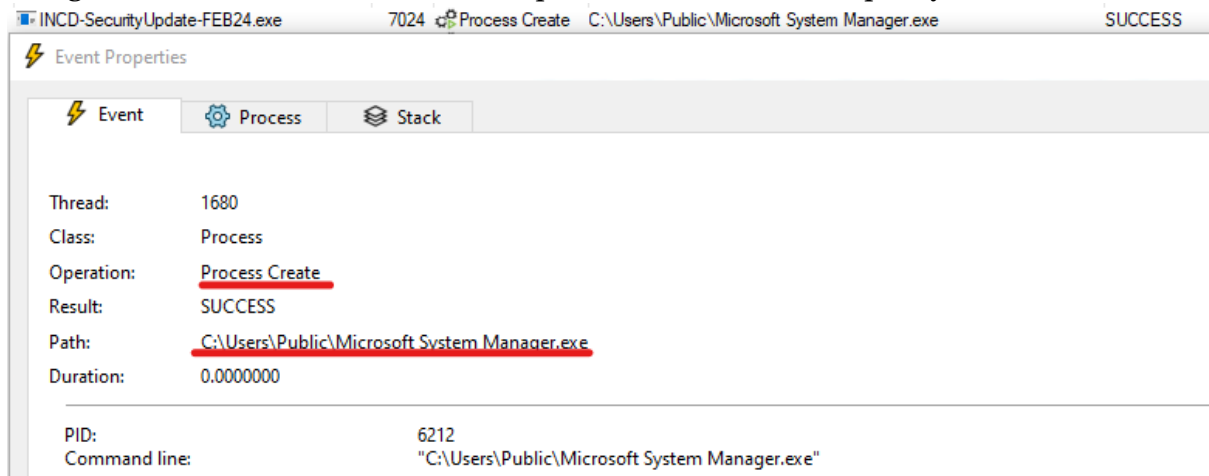 INCD-SecurityUpdate-FEB24.exe 7024 Process Create C:\Users\Public\Microsoft System Manager.exe SUCCESS
Event Properties
Event Process Stack
Thread: 1680
Class: Process
Operation: Process Create
Result: SUCCESS
Path: C:\Users\Public\Microsoft System Manager.exe
Duration: 0.0000000
PID: 6212
Command line: "C:\Users\Public\Microsoft System Manager.exe"